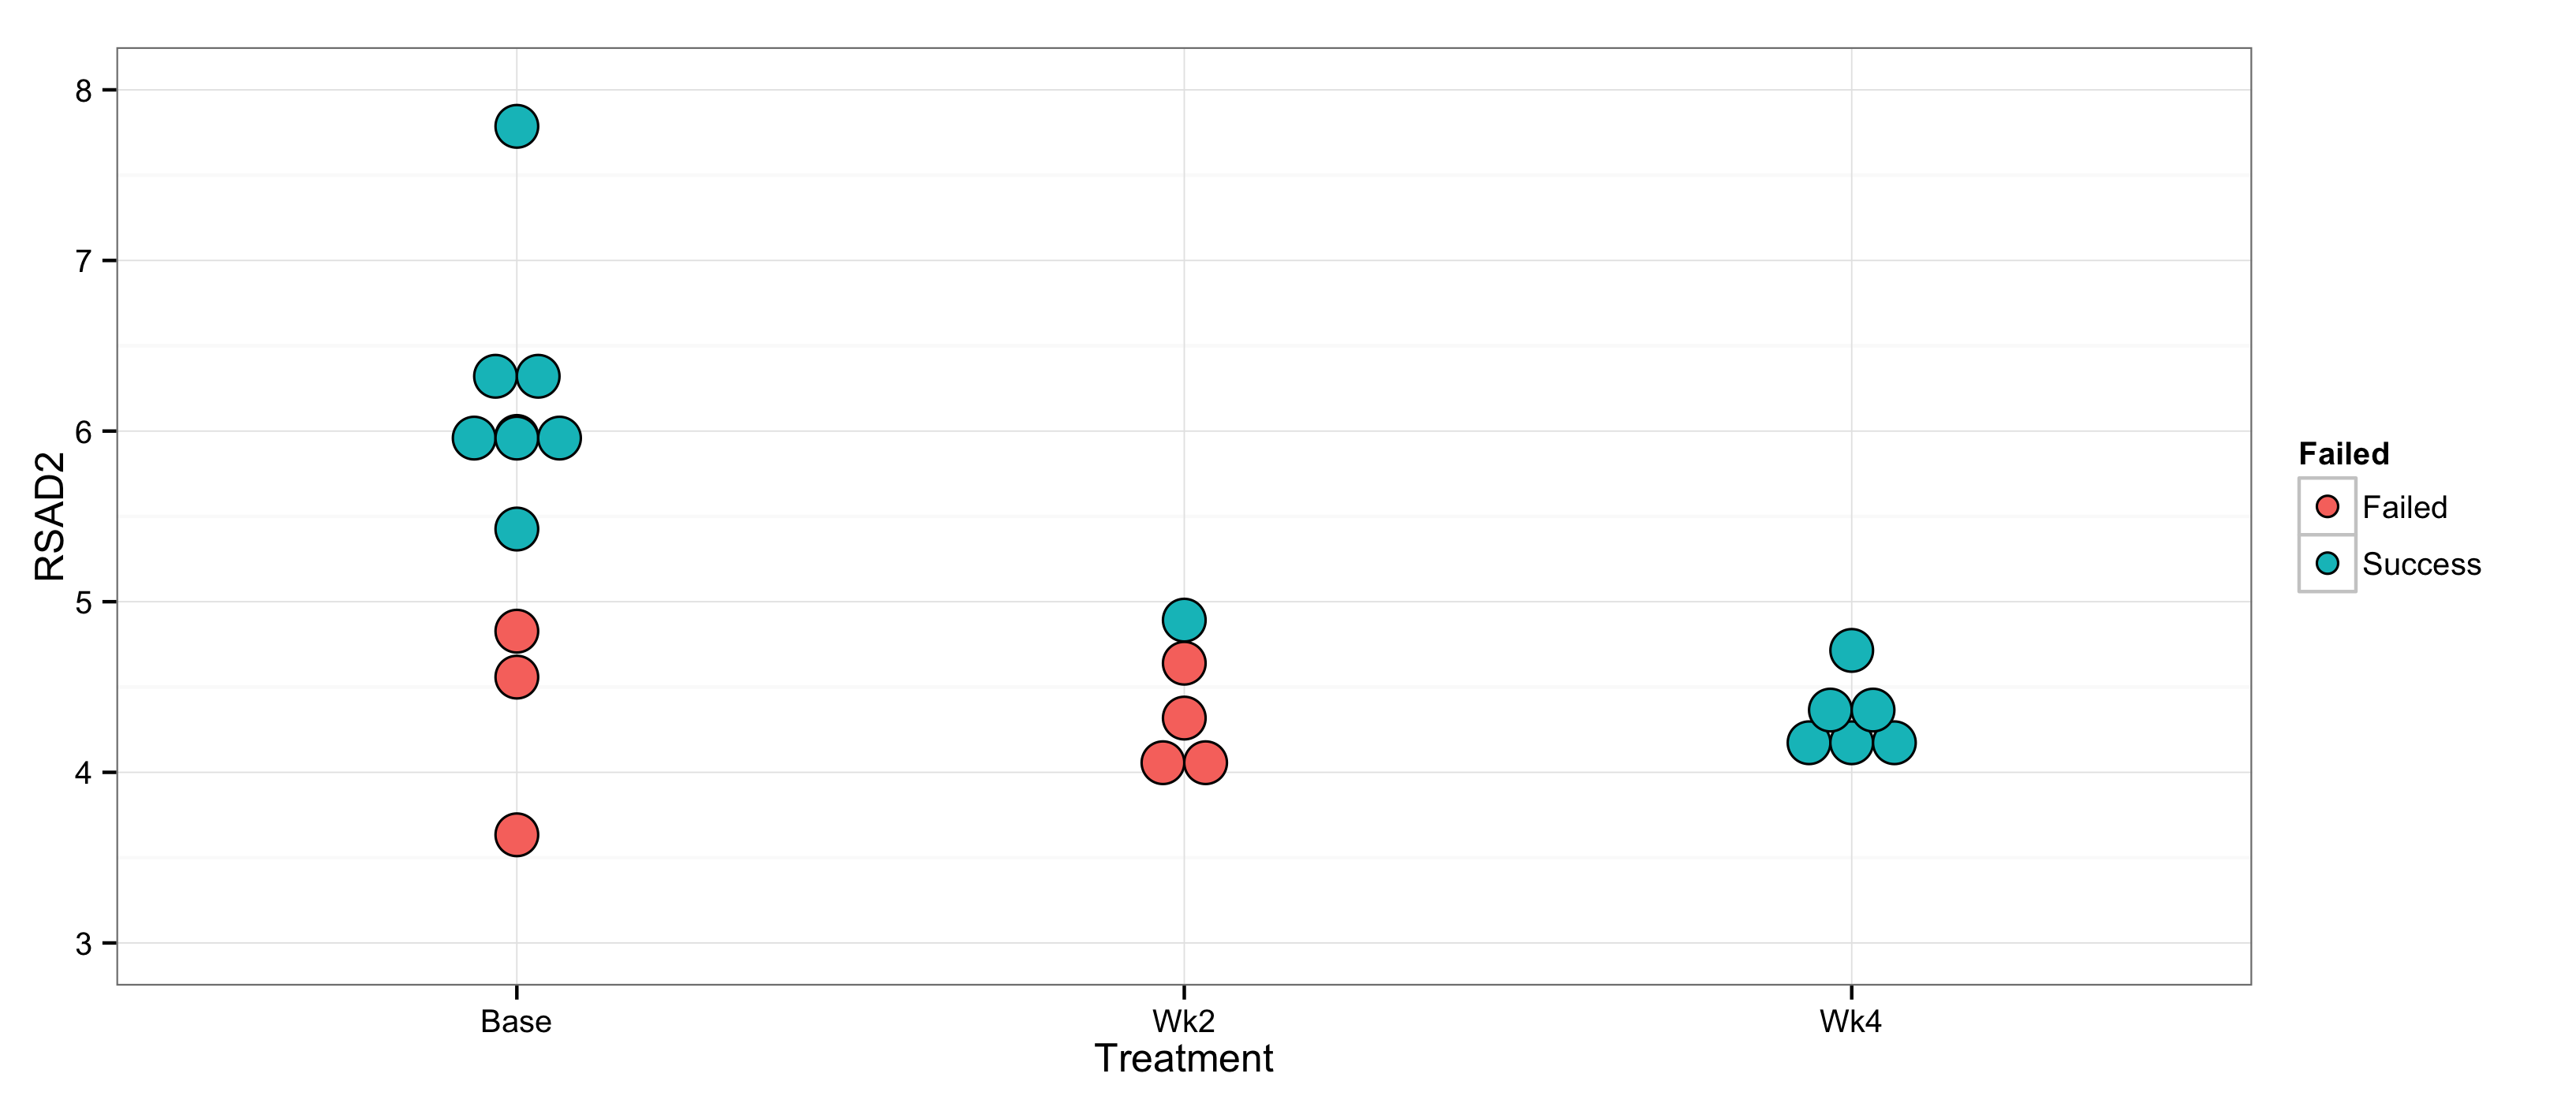 8
7
6
5
4
3
RSAD2
Base
Wk2
Wk4
Treatment
Failed
Failed
Success